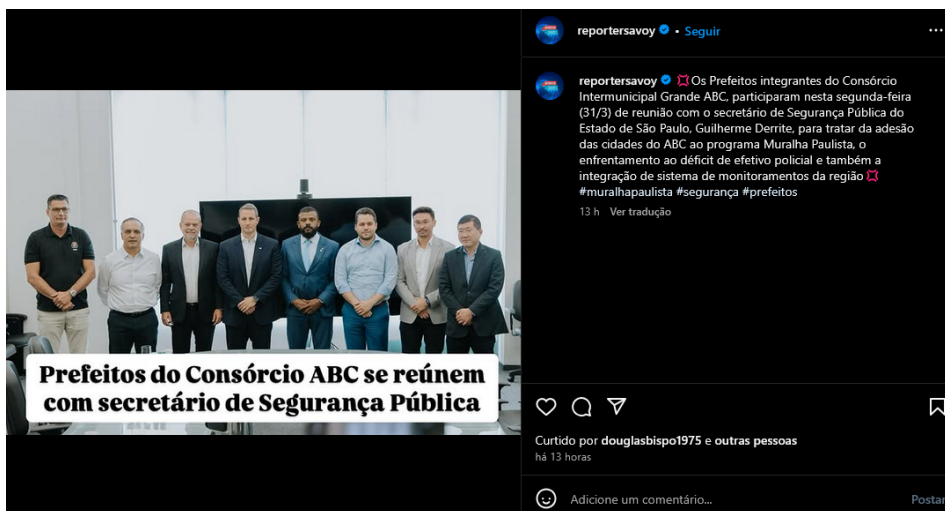 reportersavoy • Seguir
reportersavoy Os Prefeitos integrantes do Consórcio
Intermunicipal Grande ABC, participaram nesta segunda-feira
(31/3) de reunião com o secretário de Segurança Pública do
Estado de São Paulo, Guilherme Derrite, para tratar da adesão
das cidades do ABC ao programa Muralha Paulista, o
enfrentamento ao déficit de efetivo policial e também a
integração de sistema de monitoramentos da região
#muralhapaulista #segurança #prefeitos
13 h Ver tradução
Prefeitos do Consórcio ABC se reúnem
com secretário de Segurança Pública
Curtido por douglasbispo1975 e outras pessoas
há 13 horas
Adicione um comentário...
Postar